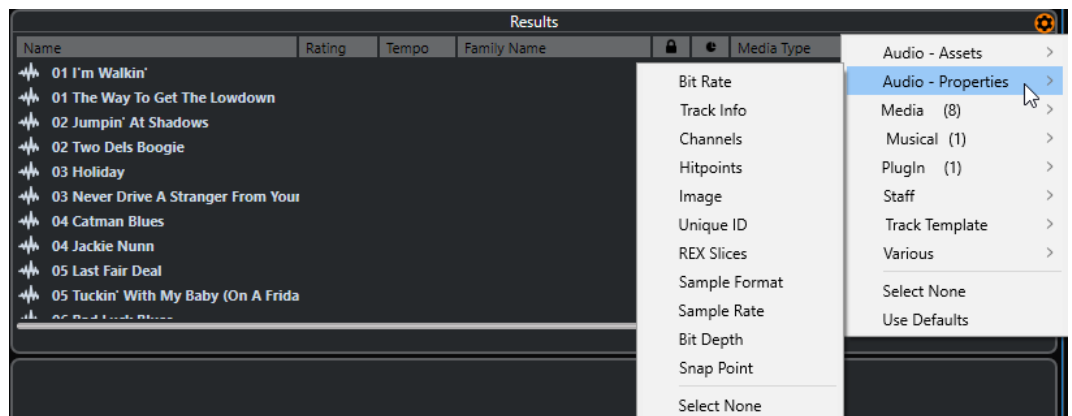 Results
Name Rating Tempo Family Name Media Type
01 I'm Walkin'
01 The Way To Get The Lowdown
02 Jumpin' At Shadows
02 Two Dels Boogie
03 Holiday
03 Never Drive A Stranger From Your
04 Catman Blues
04 Jackie Nunn
05 Last Fair Deal
05 Tuckin' With My Baby (On A Frida
06 Bad Luck Blues
Bit Rate
Track Info
Channels
Hitpoints
Image
Unique ID
REX Slices
Sample Format
Sample Rate
Bit Depth
Snap Point
Select None
Audio - Assets
Audio - Properties
Media (8)
Musical (1)
PlugIn (1)
Staff
Track Template
Various
Select None
Use Defaults